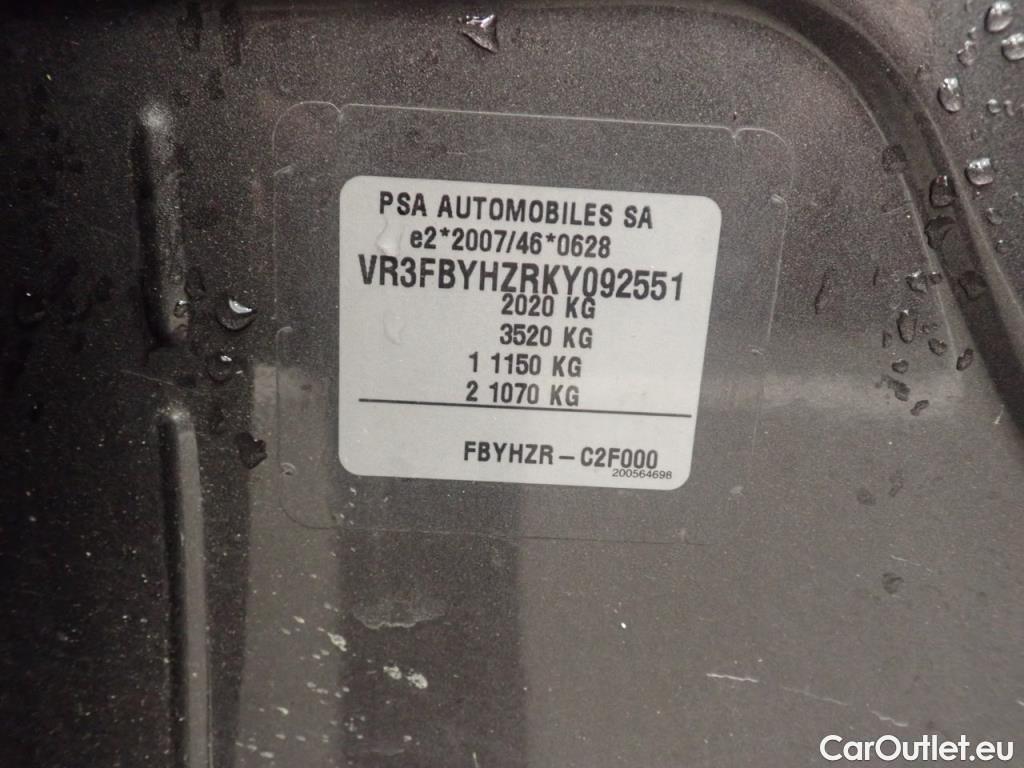 PSA AUTOMOBILES SA
e2*2007/46*0628
VR3FBYHZRKY092551
2020 KG
3520 KG
1 1150 KG
2 1070 KG
FBYHZR – C2F000
200564698
CarOutlet.eu